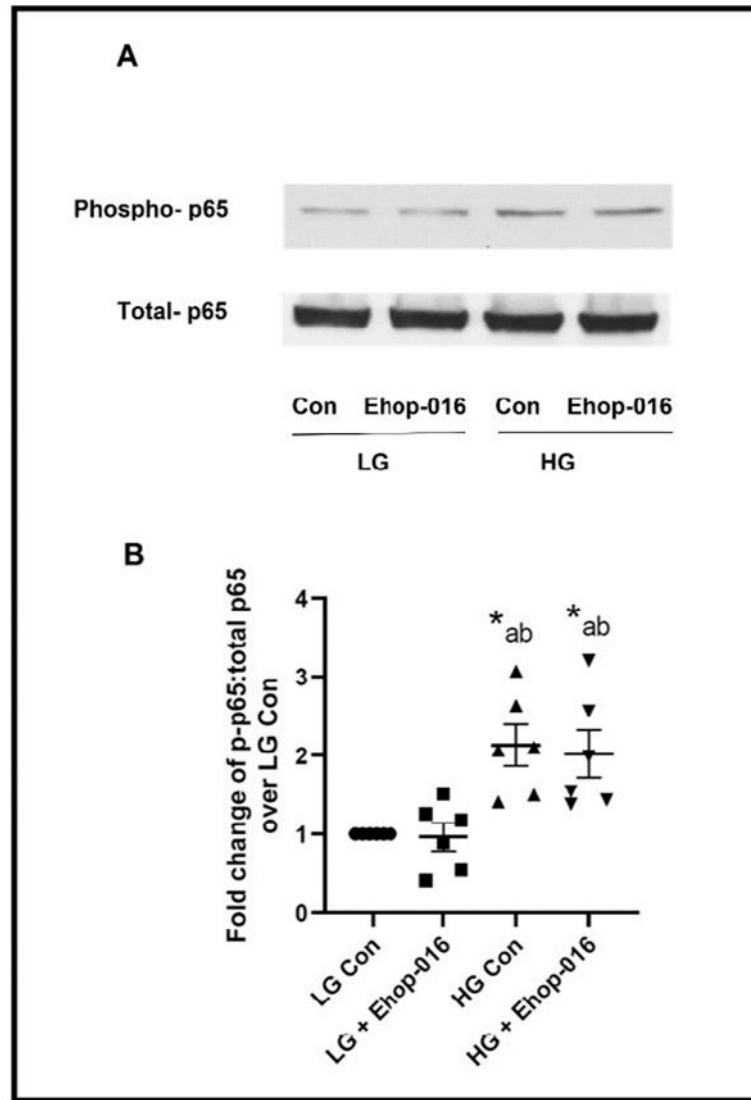 A
Phospho- p65
Total- p65
Con Ehop-016 Con Ehop-016
LG HG
B
Fold change of p-p65:total p65
over LG Con
4
3
2
1
0
*ab *ab
LG Con
LG + Ehop-016
HG Con
HG + Ehop-016